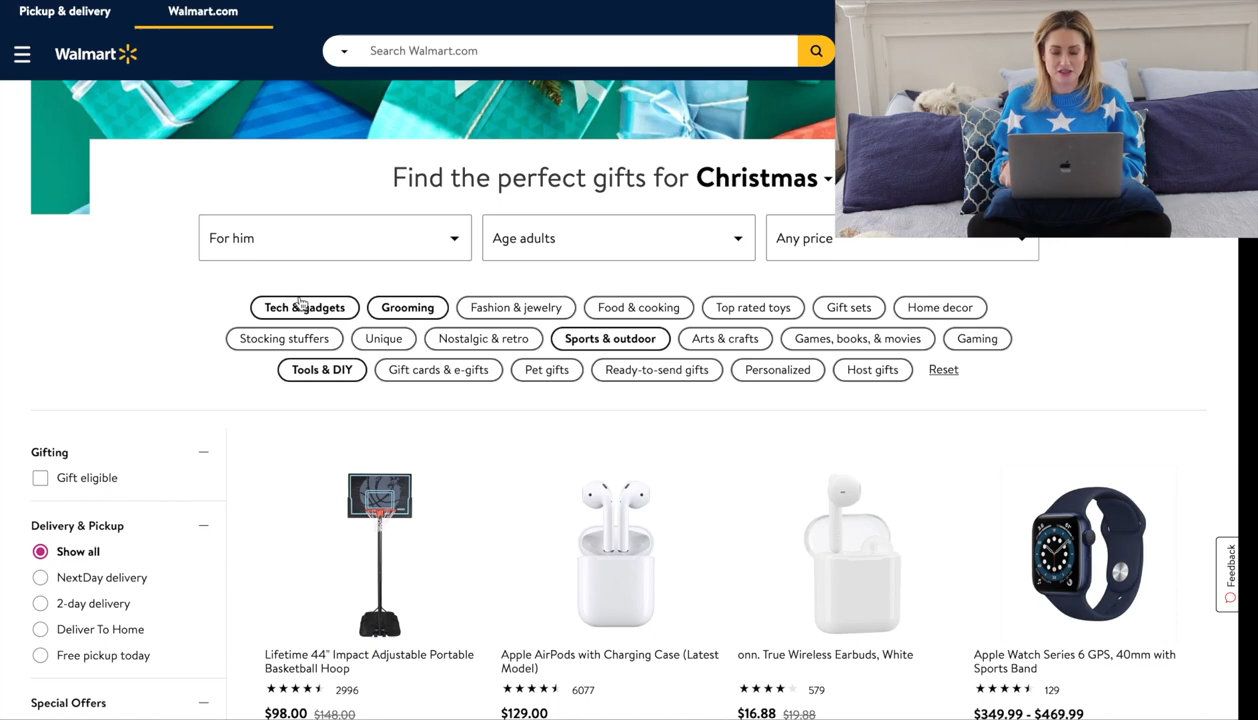 Pickup & delivery
Walmart.com
Walmart
Search Walmart.com
Find the perfect gifts for Christmas
For him
Age adults
Any price
Tech & gadgets
Grooming
Fashion & jewelry
Food & cooking
Top rated toys
Gift sets
Home decor
Stocking stuffers
Unique
Nostalgic & retro
Sports & outdoor
Arts & crafts
Games, books, & movies
Gaming
Tools & DIY
Gift cards & e-gifts
Pet gifts
Ready-to-send gifts
Personalized
Host gifts
Reset
Gifting
Gift eligible
Delivery & Pickup
Show all
NextDay delivery
2-day delivery
Deliver To Home
Free pickup today
Special Offers
Lifetime 44" Impact Adjustable Portable
Basketball Hoop
2996
$98.00 $148.00
Apple AirPods with Charging Case (Latest
Model)
6077
$129.00
onn. True Wireless Earbuds, White
579
$16.88 $19.88
Apple Watch Series 6 GPS, 40mm with
Sports Band
129
$349.99 - $469.99
Feedback